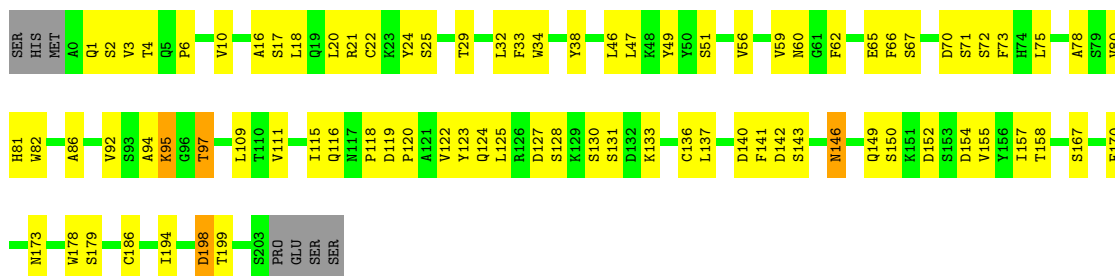 SER HIS MET A0 Q1 S2 V3 T4 Q5 P6 V10 A16 S17 L18 Q19 L20 R21 C22 K23 Y24 S25 T29 L32 F33 W34 Y38 L46 L47 K48 Y49 Y50 S51 V56 V59 N60 G61 F62 E65 F66 S67 D70 S71 S72 F73 H74 L75 A78 S79
H81 W82 A86 V92 S93 A94 K95 G96 T97 L109 T110 V111 I115 Q116 N117 P118 D119 P120 A121 V122 Y123 Q124 L125 R126 D127 S128 K129 S130 S131 D132 K133 C136 L137 D140 F141 D142 S143 N146 Q149 S150 K151 D152 S153 D154 V155 Y156 I157 T158 S167
N173 W178 S179 C186 I194 D198 T199 S203 PRO GLU SER SER